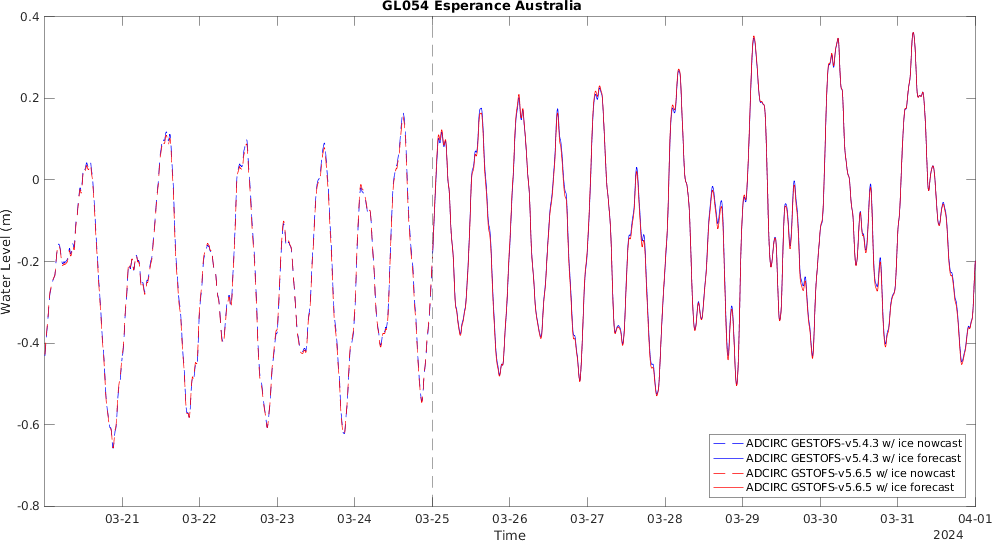 GL054 Esperance Australia
Water Level (m)
0.4
0.2
0
-0.2
-0.4
-0.6
-0.8
03-21
03-22
03-23
03-24
03-25
03-26
03-27
03-28
03-29
03-30
03-31
04-01
Time
2024
ADCIRC GESTOFS-v5.4.3 w/ ice nowcast
ADCIRC GESTOFS-v5.4.3 w/ ice forecast
ADCIRC GSTOFS-v5.6.5 w/ ice nowcast
ADCIRC GSTOFS-v5.6.5 w/ ice forecast